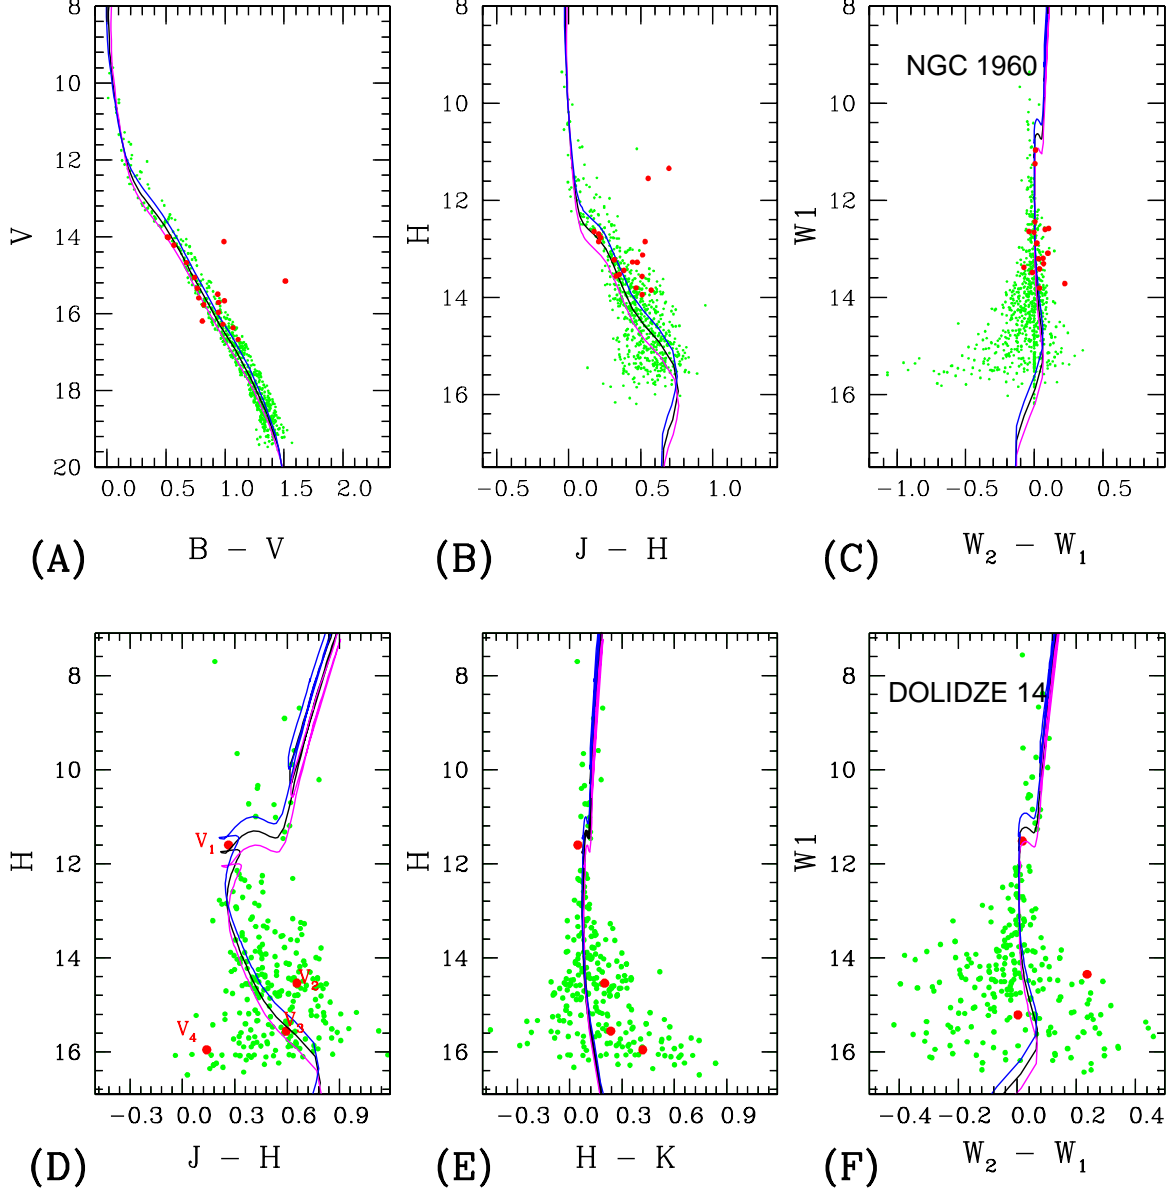 8
10
12
14
16
18
20
V
0.0 0.5 1.0 1.5 2.0
(A) B - V
8
10
12
14
16
H
-0.5 0.0 0.5 1.0
(B) J - H
8
10
12
14
16
W1
NGC 1960
-1.0 -0.5 0.0 0.5
(C) W2 - W1
8
10
12
14
16
H
V1
V2
V3
V4
-0.3 0.0 0.3 0.6 0.9
(D) J - H
8
10
12
14
16
H
-0.3 0.0 0.3 0.6 0.9
(E) H - K
8
10
12
14
16
W1
DOLIDZE 14
-0.4 -0.2 0.0 0.2 0.4
(F) W2 - W1